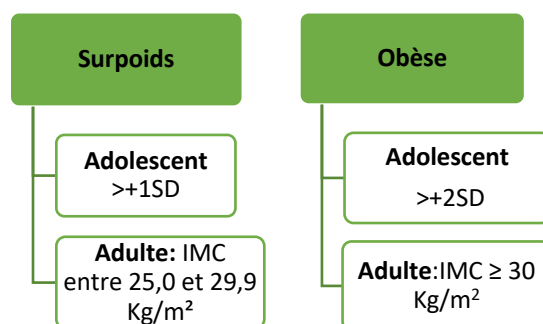 Surpoids
Adolescent
>+1SD
Adulte: IMC
entre 25,0 et 29,9
Kg/m²
Obèse
Adolescent
>+2SD
Adulte:IMC ≥ 30
Kg/m²